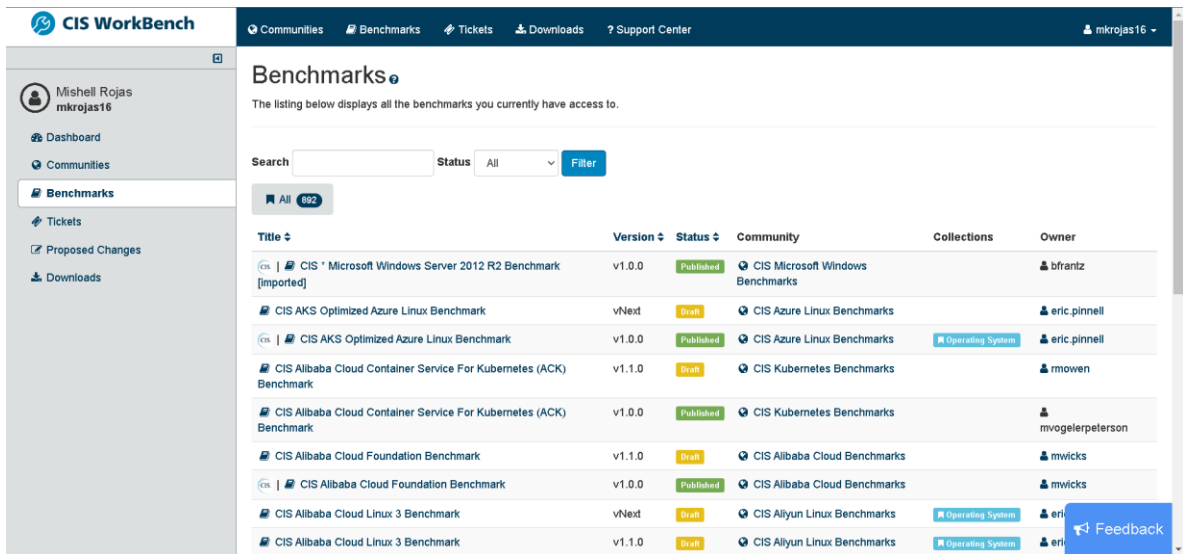 CIS WorkBench
Communities Benchmarks Tickets Downloads ? Support Center mkrojas16
Mishell Rojas
mkrojas16
Dashboard
Communities
Benchmarks
Tickets
Proposed Changes
Downloads
Benchmarks
The listing below displays all the benchmarks you currently have access to.
Search Status All Filter
All 892
Title Version Status Community Collections Owner
CIS | CIS * Microsoft Windows Server 2012 R2 Benchmark v1.0.0 Published CIS Microsoft Windows bfrantz
[imported] Benchmarks
CIS AKS Optimized Azure Linux Benchmark vNext Draft CIS Azure Linux Benchmarks eric.pinnell
CIS | CIS AKS Optimized Azure Linux Benchmark v1.0.0 Published CIS Azure Linux Benchmarks Operating System eric.pinnell
CIS Alibaba Cloud Container Service For Kubernetes (ACK) v1.1.0 Draft CIS Kubernetes Benchmarks rmowen
Benchmark
CIS Alibaba Cloud Container Service For Kubernetes (ACK) v1.0.0 Published CIS Kubernetes Benchmarks
Benchmark mvogelerpeterson
CIS Alibaba Cloud Foundation Benchmark v1.1.0 Draft CIS Alibaba Cloud Benchmarks mwicks
CIS | CIS Alibaba Cloud Foundation Benchmark v1.0.0 Published CIS Alibaba Cloud Benchmarks mwicks
CIS Alibaba Cloud Linux 3 Benchmark vNext Draft CIS Aliyun Linux Benchmarks Operating System eri
Feedback
CIS Alibaba Cloud Linux 3 Benchmark v1.1.0 Draft CIS Aliyun Linux Benchmarks Operating System eri